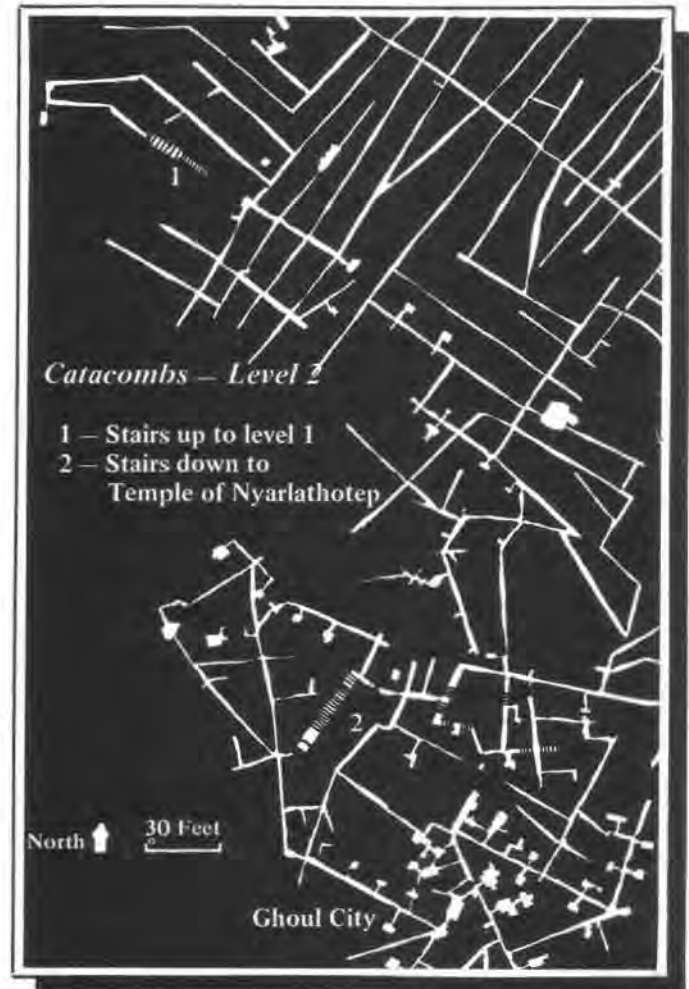 1
Catacombs — Level 2
1 — Stairs up to level 1
2 — Stairs down to
Temple of Nyarlathotep
2
North
30 Feet
Ghoul City